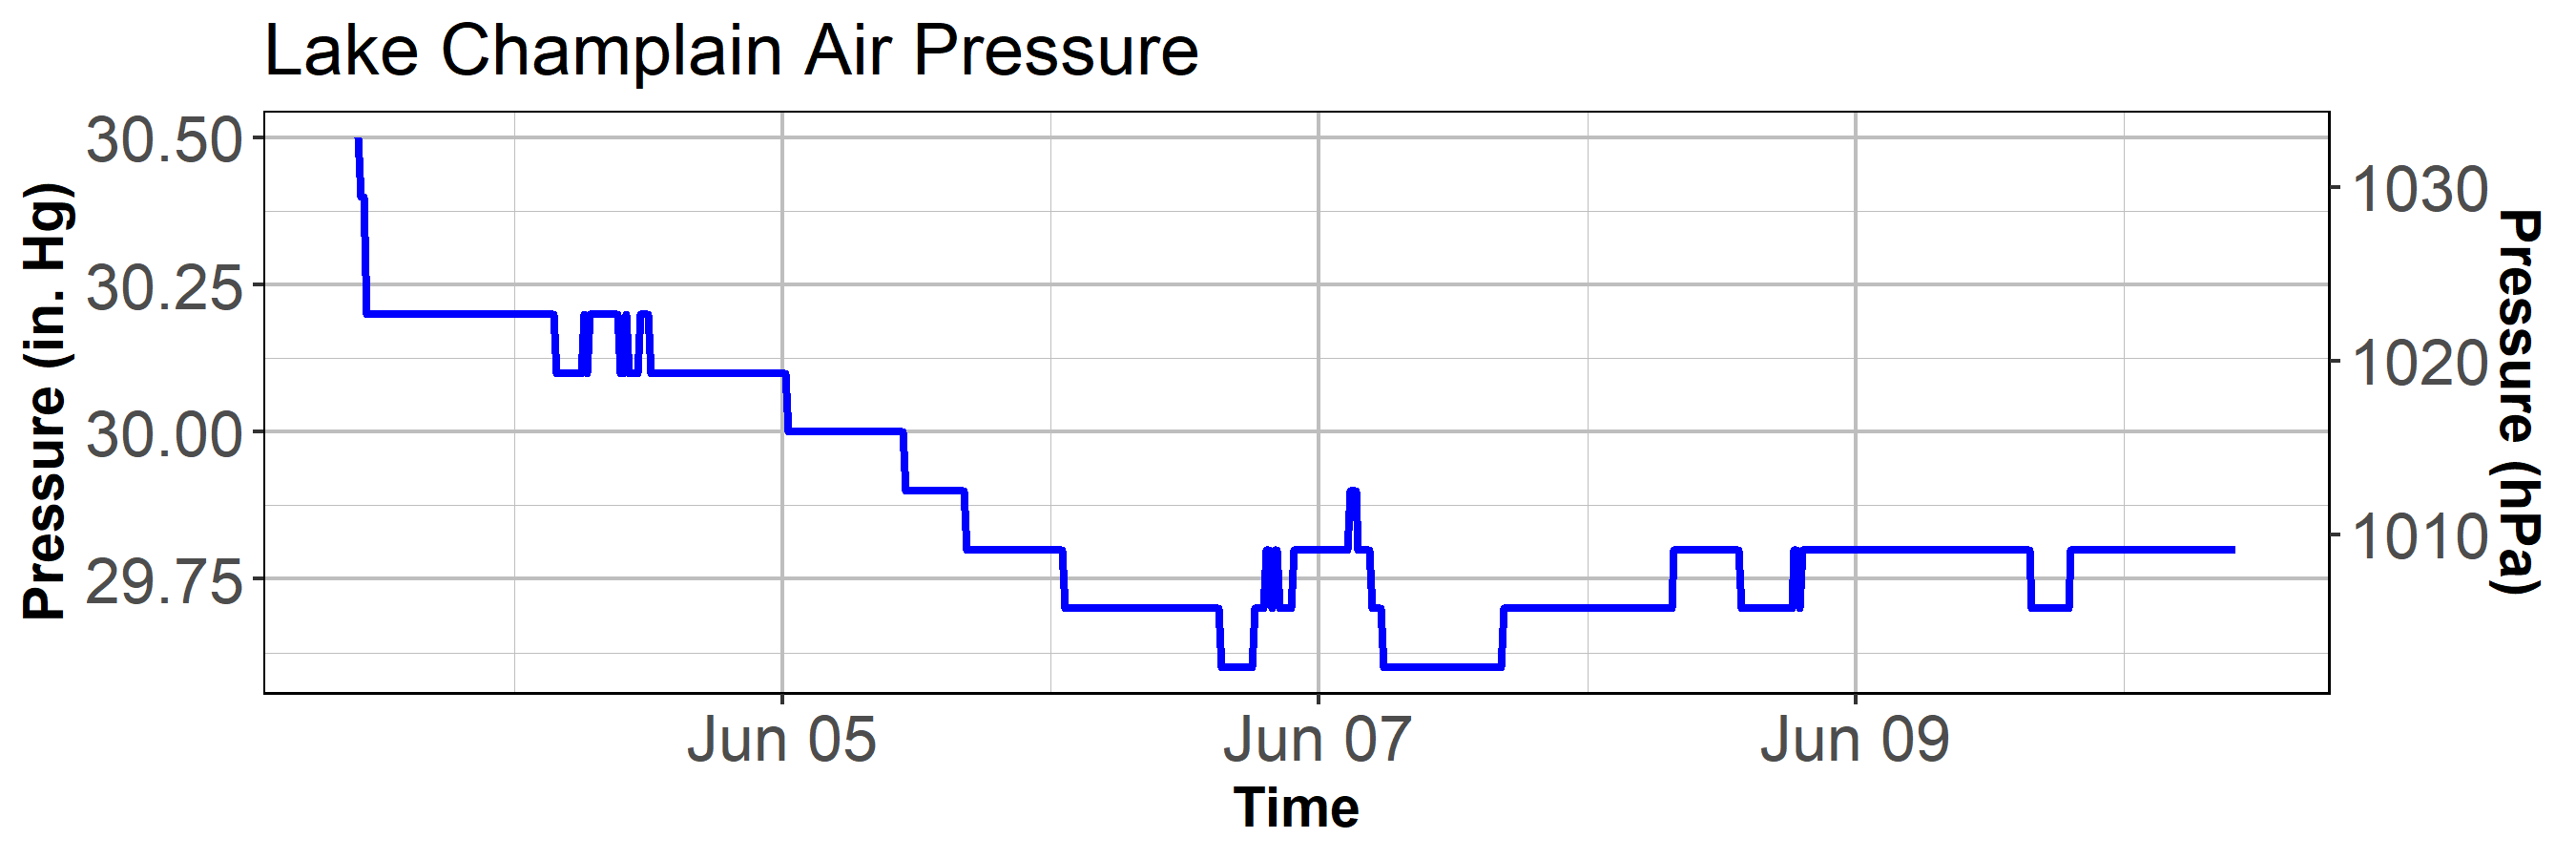 Lake Champlain Air Pressure
30.50
30.25
30.00
29.75
Pressure (in. Hg)
1030
1020
1010
Pressure (hPa)
Jun 05
Jun 07
Jun 09
Time